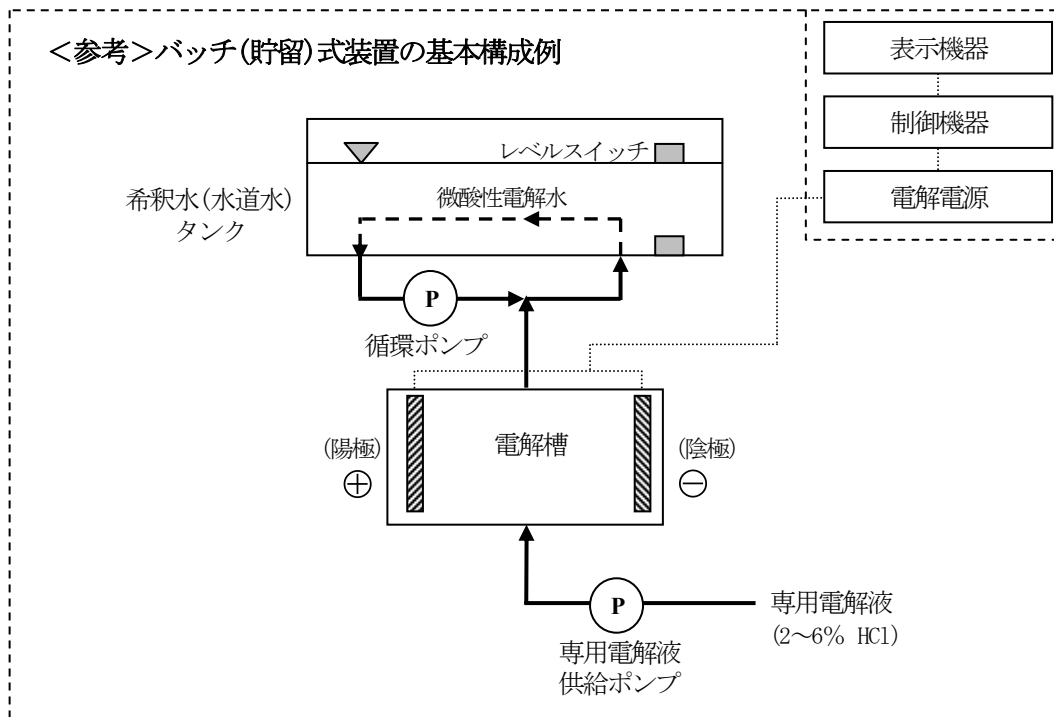 ＜参考＞バッチ(貯留)式装置の基本構成例
表示機器
制御機器
電解電源
レベルスイッチ
希釈水(水道水)
タンク
微酸性電解水
P
循環ポンプ
(陽極)
⊕
電解槽
(陰極)
⊖
P
専用電解液
(2～6% HCl)
専用電解液
供給ポンプ